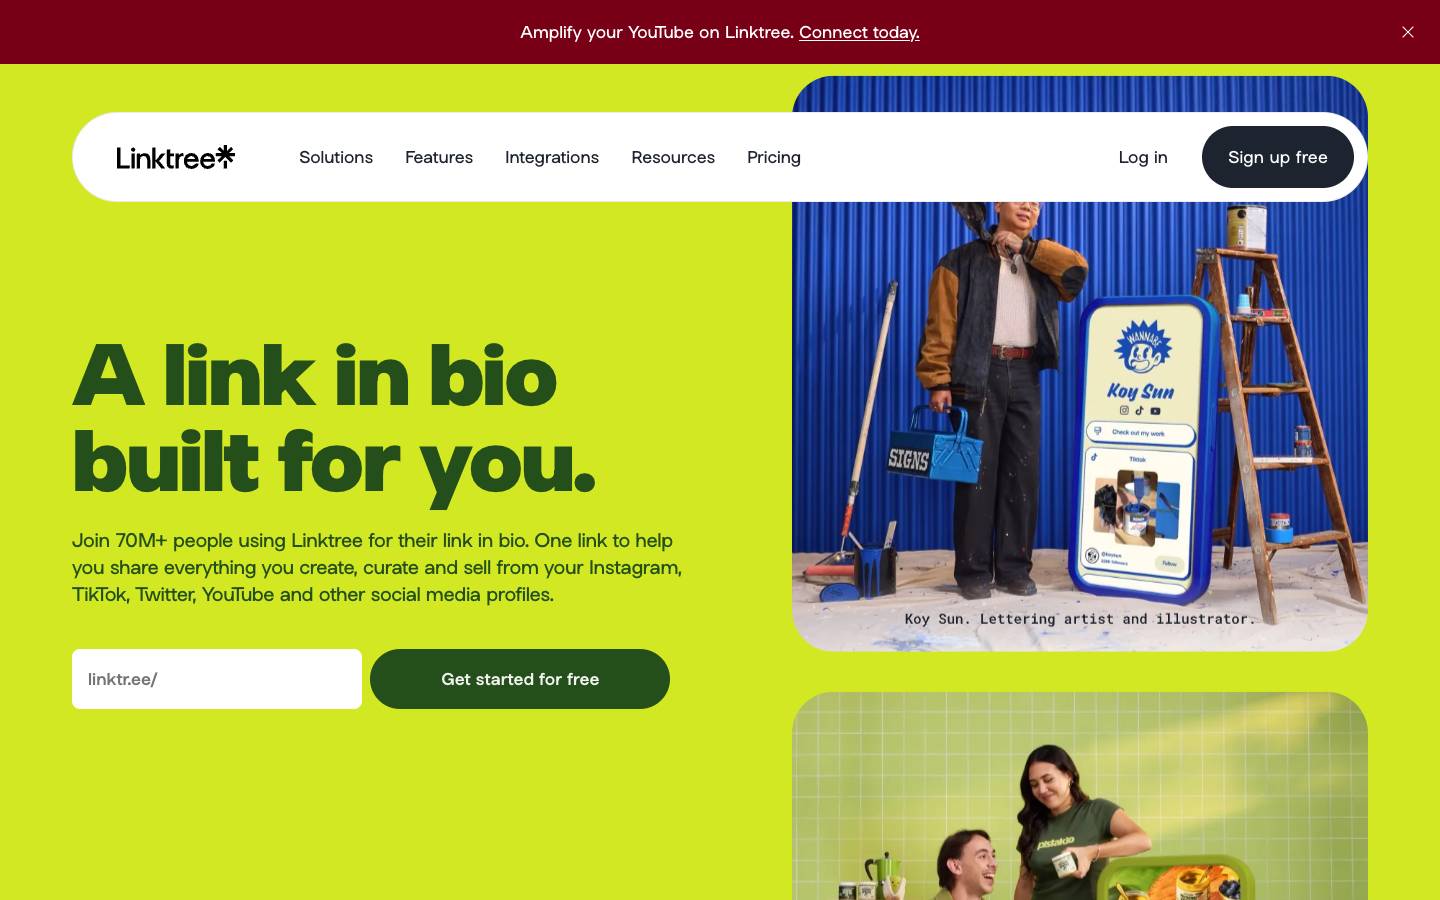 Amplify your YouTube on Linktree. Connect today.
Linktree
Solutions
Features
Integrations
Resources
Pricing
Log in
Sign up free
A link in bio
built for you.
Join 70M+ people using Linktree for their link in bio. One link to help
you share everything you create, curate and sell from your Instagram,
TikTok, Twitter, YouTube and other social media profiles.
linktr.ee/
Get started for free
WANNABE
Koy Sun
Check out my work
Tiktok
@koysun
Follow
SIGNS
Koy Sun. Lettering artist and illustrator.
pistakio